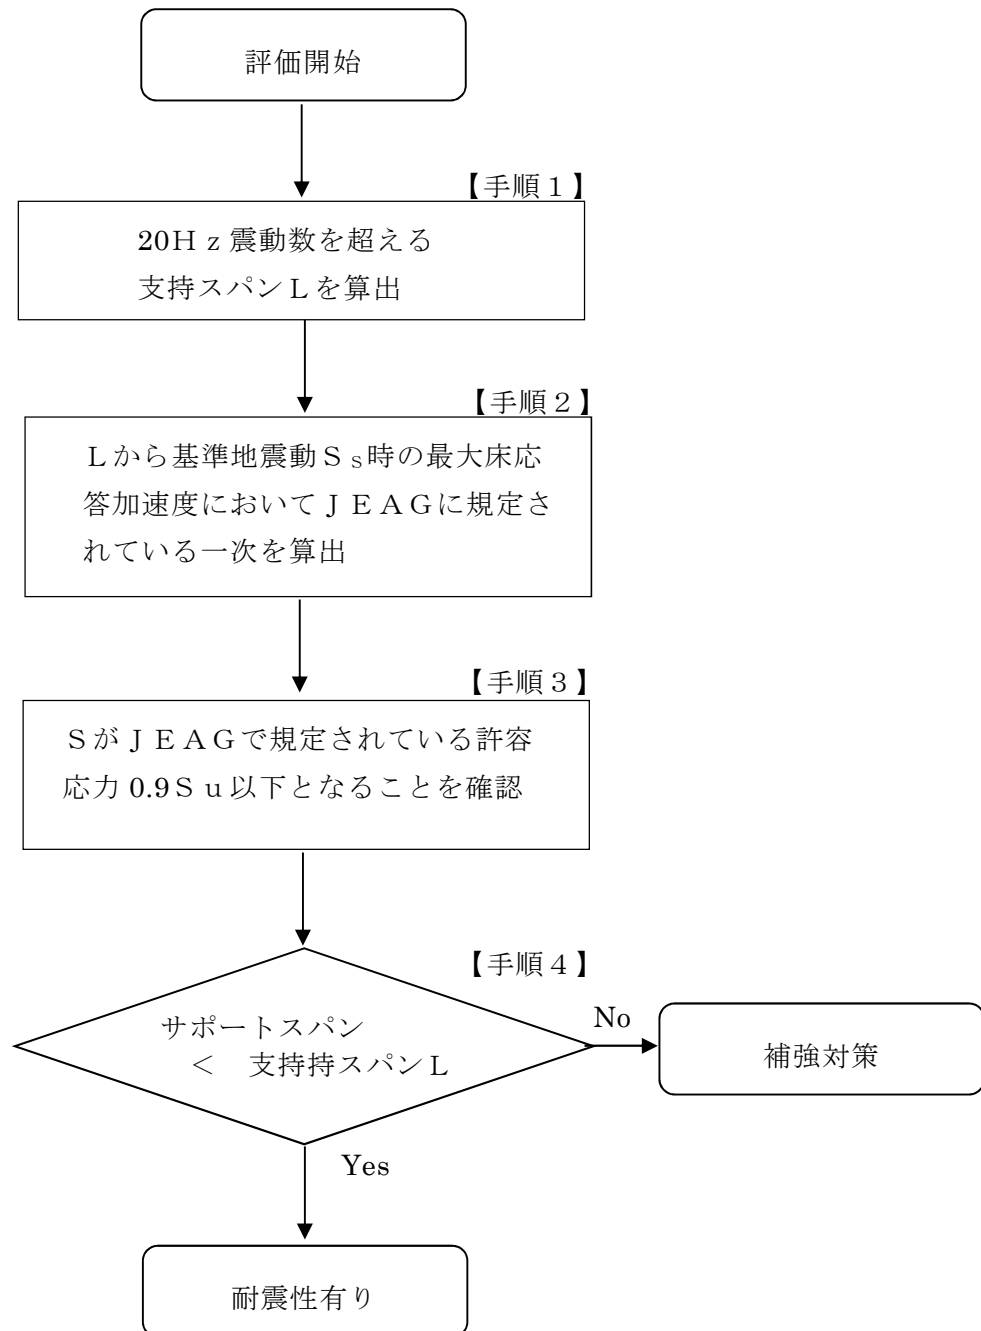 評価開始
【手順１】
20Ｈｚ震動数を超える
支持スパンＬを算出
【手順２】
Ｌから基準地震動Ｓｓ時の最大床応
答加速度においてＪＥＡＧに規定さ
れている一次を算出
【手順３】
ＳがＪＥＡＧで規定されている許容
応力 0.9Ｓｕ以下となることを確認
【手順４】
サポートスパン
＜　支持持スパンＬ
No
補強対策
Yes
耐震性有り